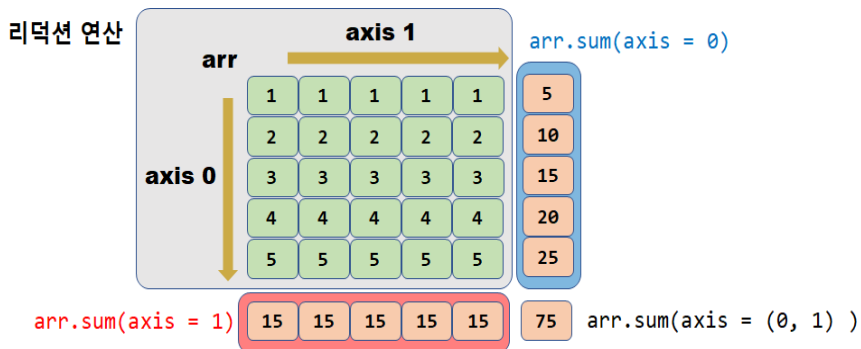 리덕션 연산
axis 1
arr.sum(axis = 0)
arr
1 1 1 1 1 5
2 2 2 2 2 10
axis 0
3 3 3 3 3 15
4 4 4 4 4 20
5 5 5 5 5 25
arr.sum(axis = 1) 15 15 15 15 15 75 arr.sum(axis = (0, 1) )